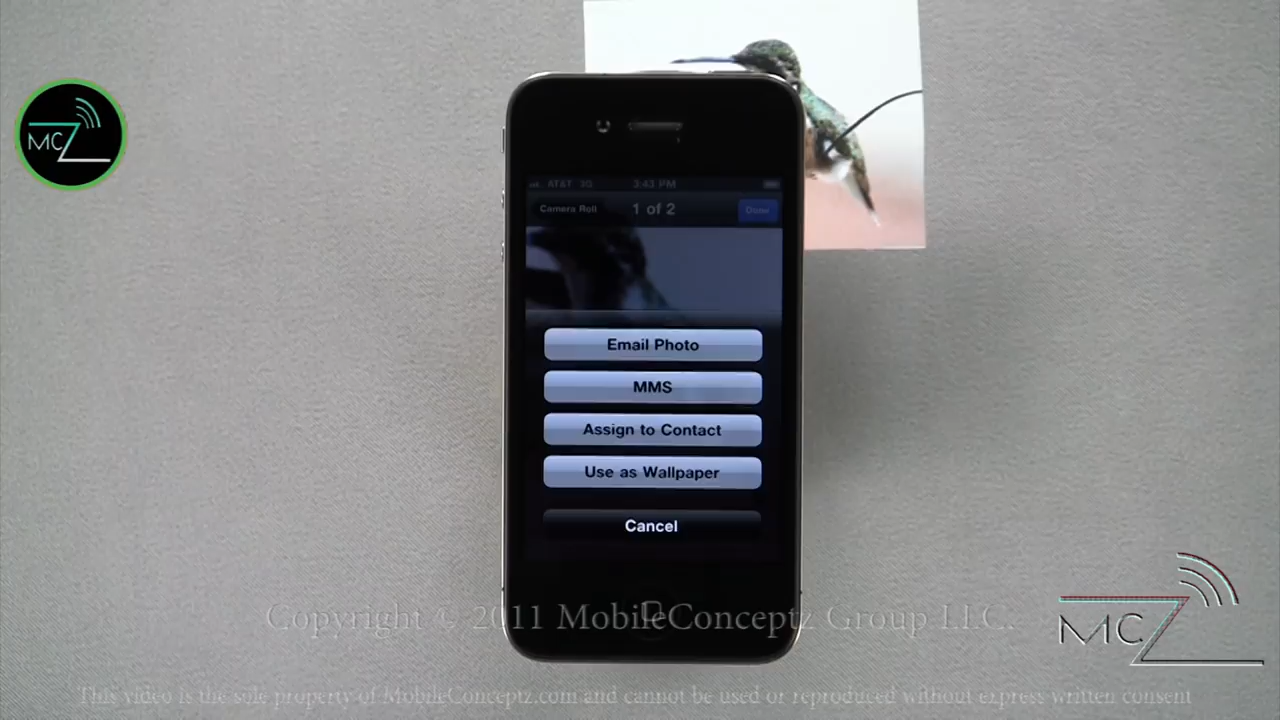 MCZ
AT&T 3G 3:43 PM
Camera Roll 1 of 2 Done
Email Photo
MMS
Assign to Contact
Use as Wallpaper
Cancel
Copyright © 2011 MobileConceptz Group LLC.
MCZ
This video is the sole property of MobileConceptz.com and cannot be used or reproduced without express written consent